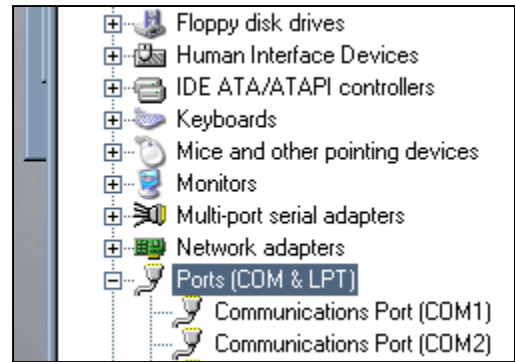 Floppy disk drives
Human Interface Devices
IDE ATA/ATAPI controllers
Keyboards
Mice and other pointing devices
Monitors
Multi-port serial adapters
Network adapters
Ports (COM & LPT)
Communications Port (COM1)
Communications Port (COM2)